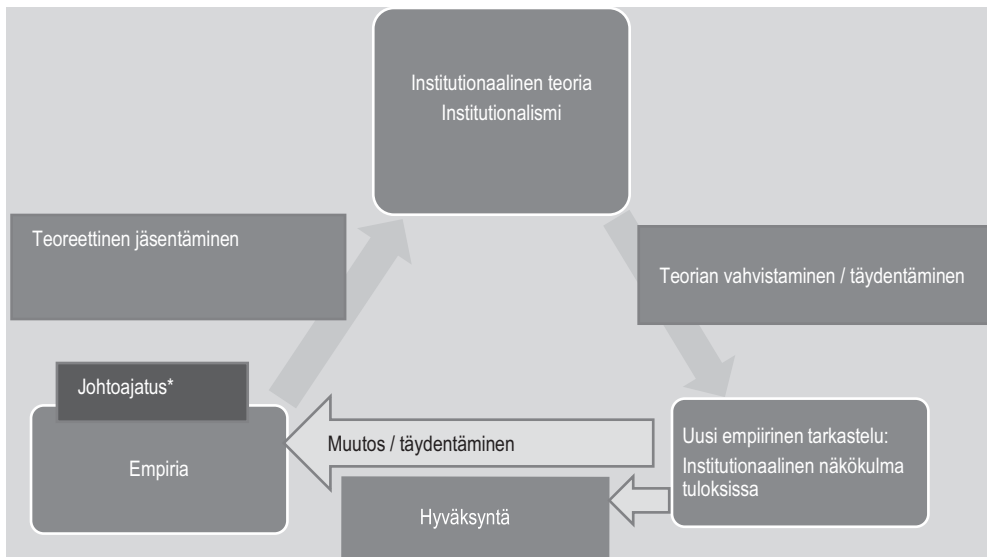 Institutionaalinen teoria
Institutionalismi
Teoreettinen jäsentäminen
Teorian vahvistaminen / täydentäminen
Johtoajatus*
Empiria
Muutos / täydentäminen
Uusi empiirinen tarkastelu:
Institutionaalinen näkökulma
tuloksissa
Hyväksyntä